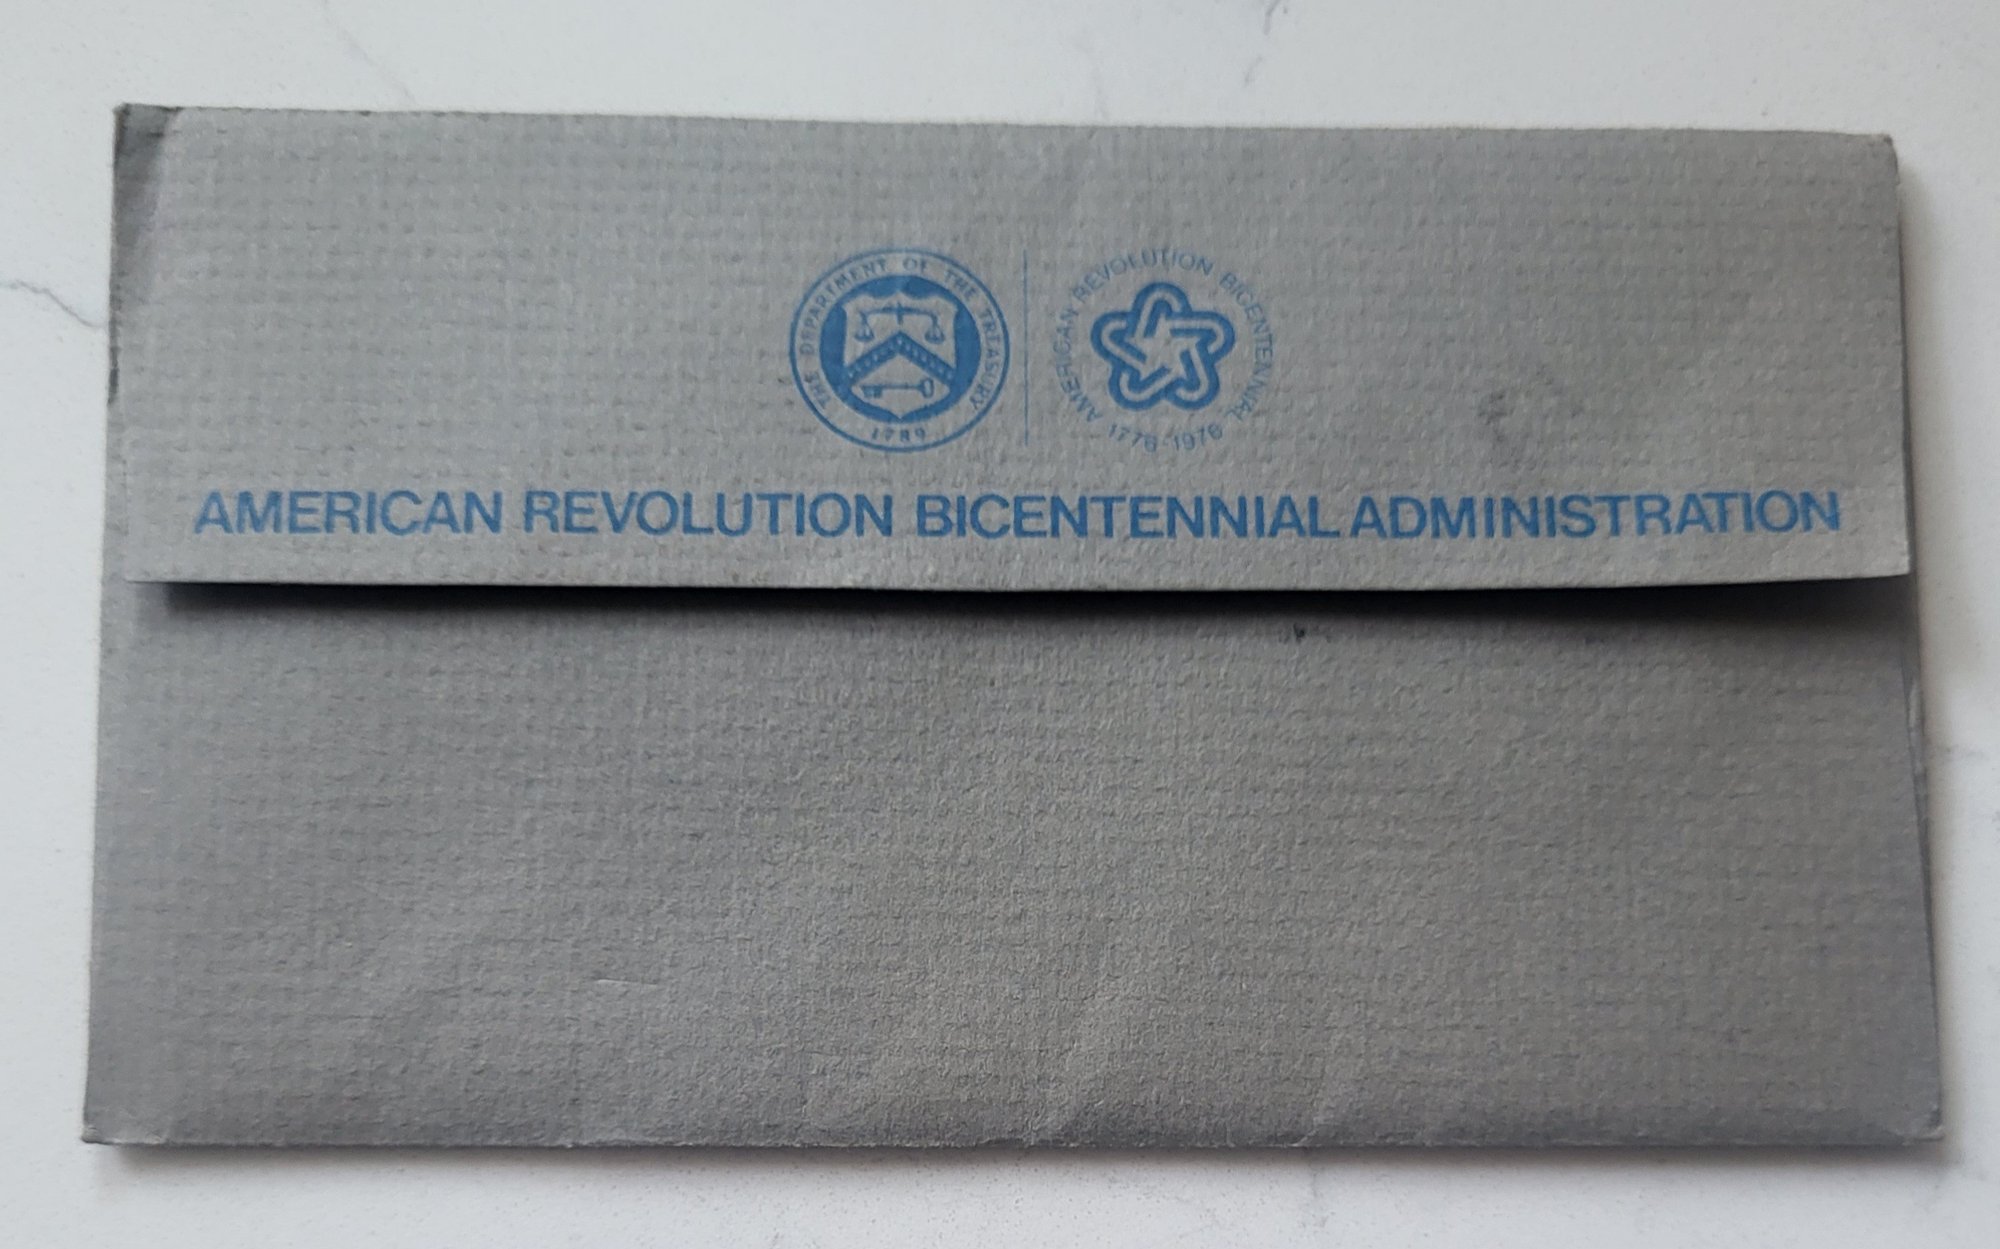 THE DEPARTMENT OF THE TREASURY
1789
AMERICAN REVOLUTION BICENTENNIAL
1776-1976
AMERICAN REVOLUTION BICENTENNIAL ADMINISTRATION